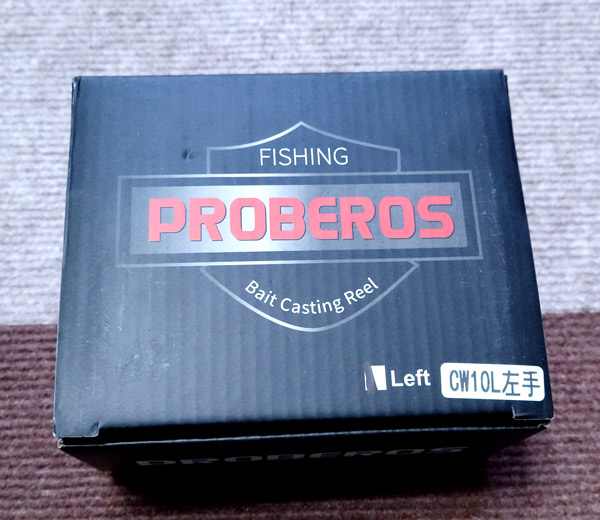 FISHING
PROBEROS
Bait Casting Reel
Left CW10L左手
PROBEROS